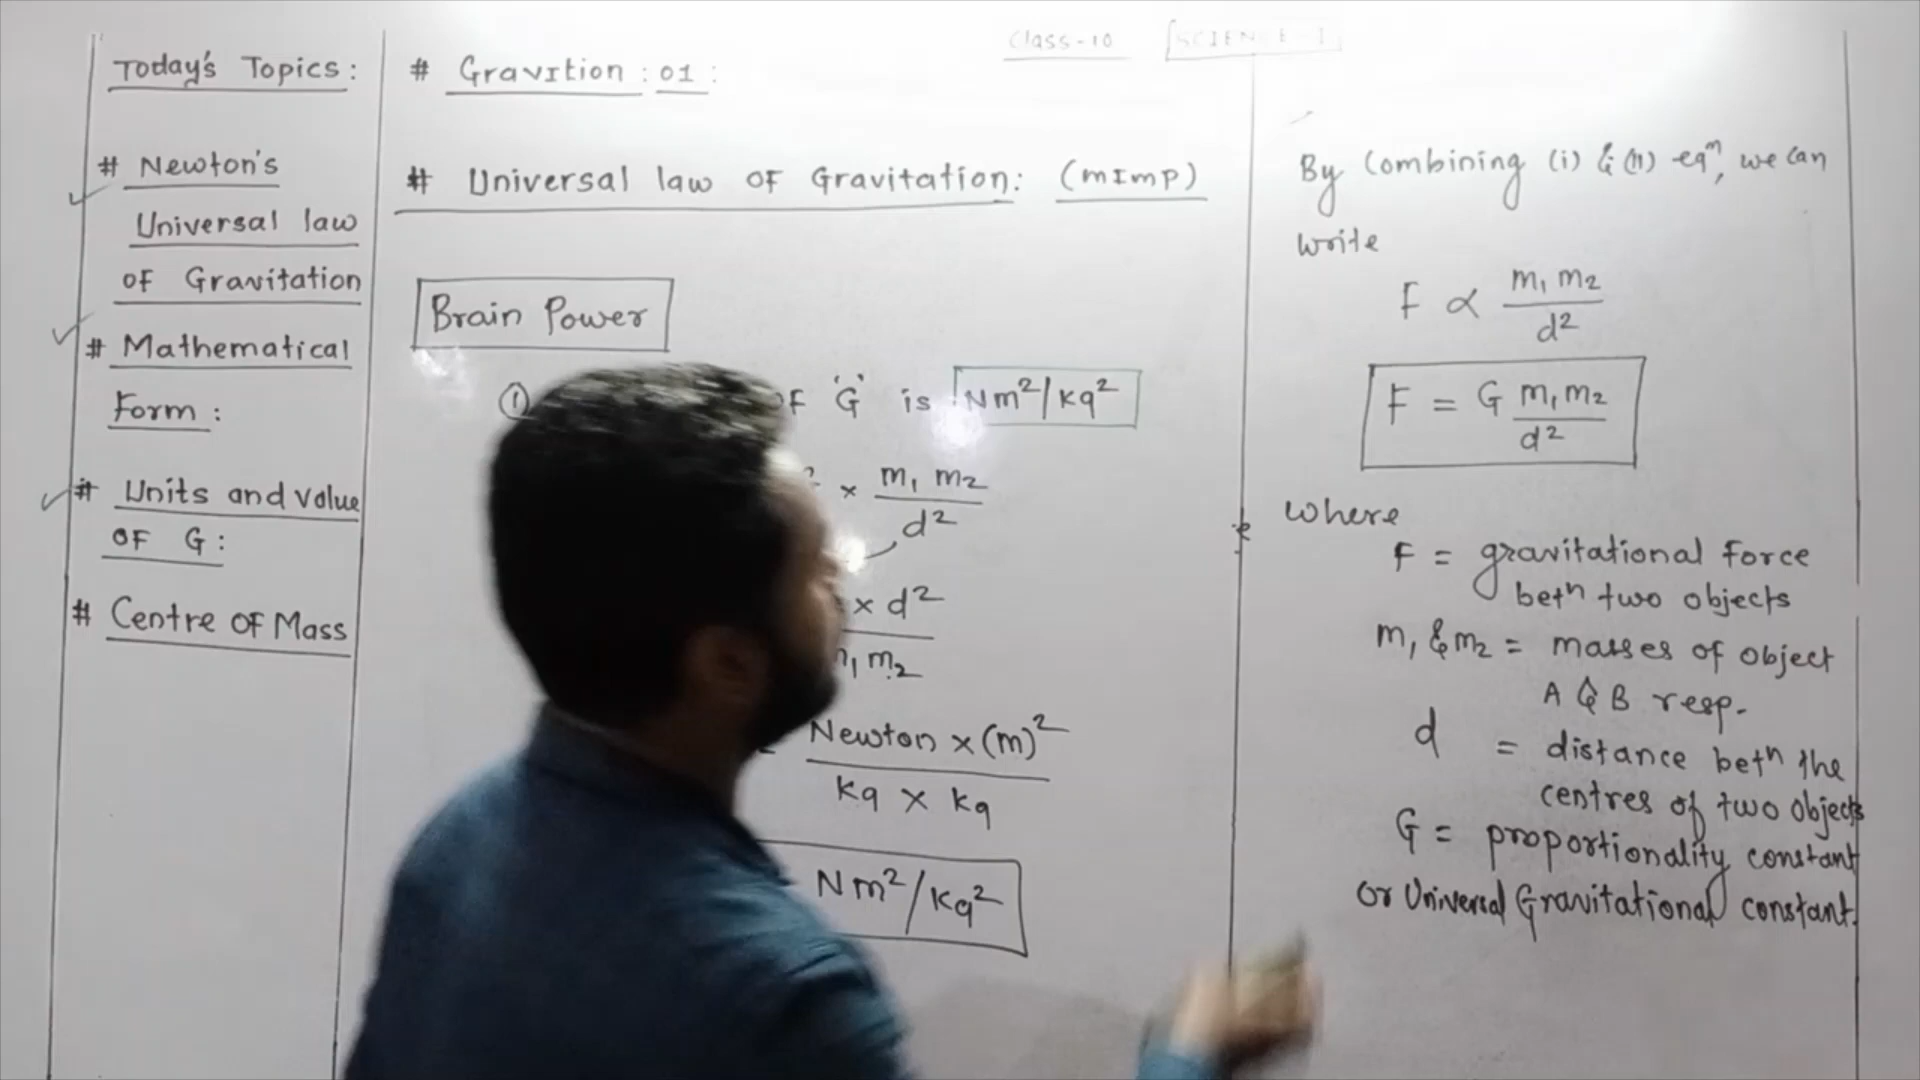 Class-10 SCIENCE-I
Today's Topics:
# Newton's
Universal law
of Gravitation
# Mathematical
Form:
# Units and value
of G:
# Centre of Mass
# Gravition: 01:
# Universal law of Gravitation: (mImp)
Brain Power
① of 'G' is Nm²/kg²
× m₁ m₂
d²
× d²
m₂
Newton × (m)²
kg × kg
Nm²/kg²
By Combining (i) & (ii) eqⁿ, we can
write
F ∝ m₁ m₂
d²
F = G m₁m₂
d²
where
F = gravitational force
betⁿ two objects
m₁ & m₂ = masses of object
A & B resp.
d = distance betⁿ the
centres of two objects
G = proportionality constant
or Universal Gravitational constant.